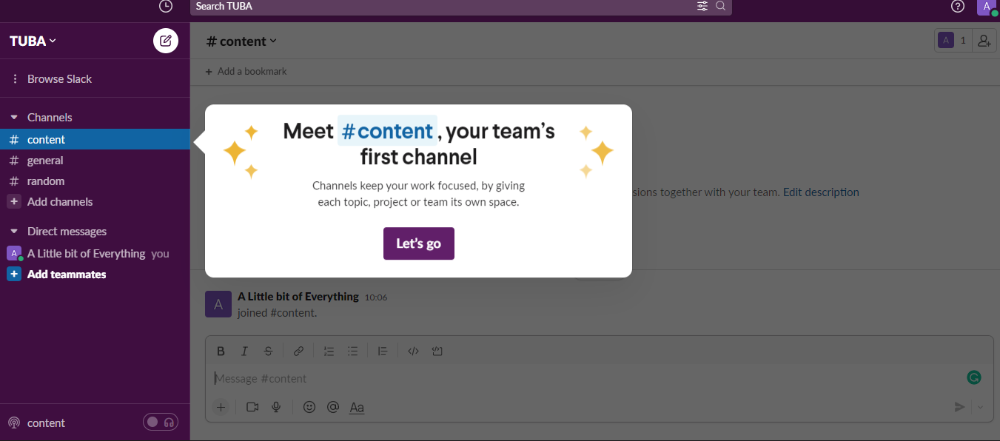 Search TUBA
A
TUBA
# content
A 1
Browse Slack
+ Add a bookmark
Channels
# content
# general
# random
+ Add channels
Direct messages
A A Little bit of Everything you
+ Add teammates
Meet # content, your team's
first channel
Channels keep your work focused, by giving
each topic, project or team its own space.
Let's go
sions together with your team. Edit description
A
A Little bit of Everything 10:06
joined #content.
B I S
Message #content
Aa
content